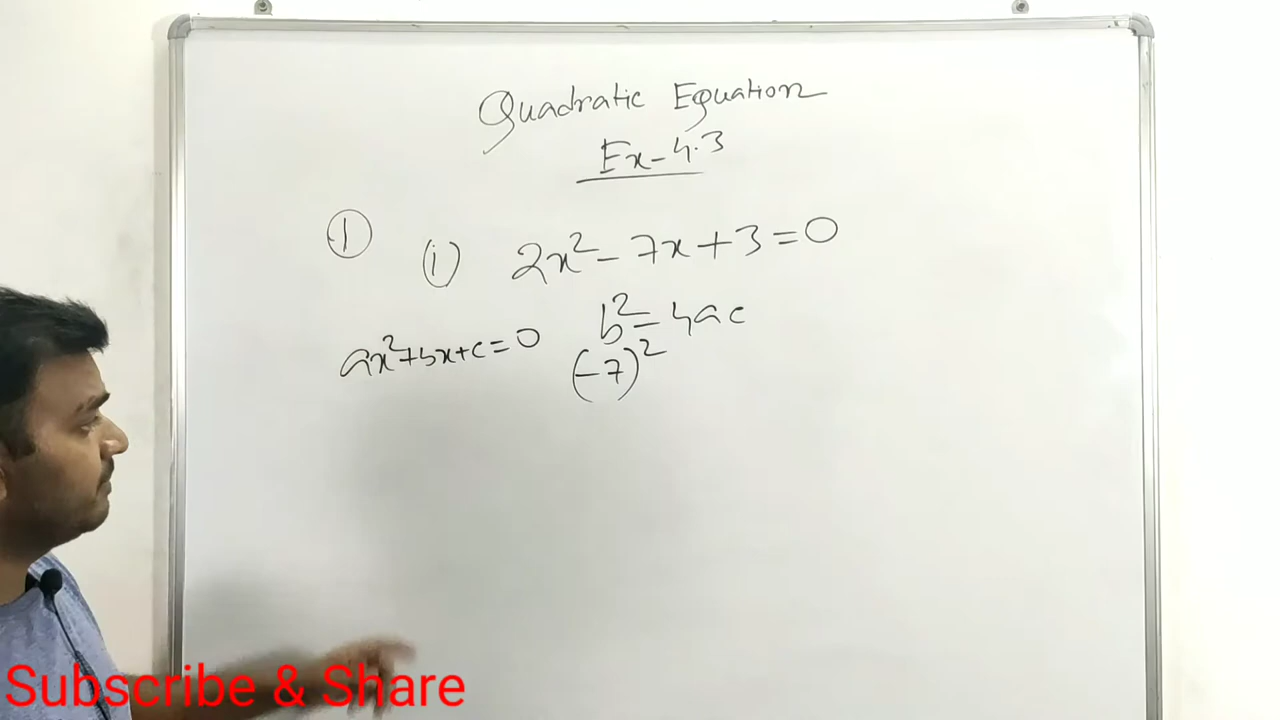 Quadratic Equation
Ex-4.3
① (i) 2x²-7x+3=0
b²-4ac
ax²+bx+c=0
(-7)²
Subscribe & Share